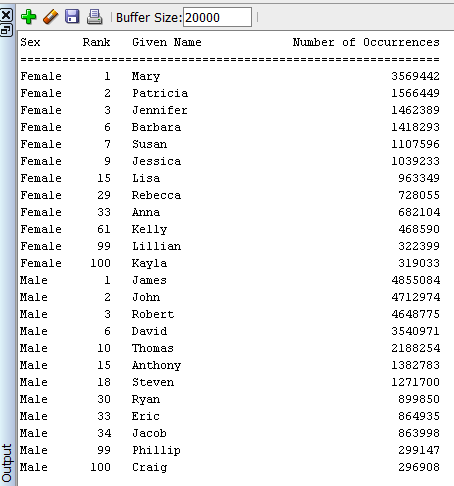 Buffer Size: 20000
Sex Rank Given Name Number of Occurrences
================================================================
Female 1 Mary 3569442
Female 2 Patricia 1566449
Female 3 Jennifer 1462389
Female 6 Barbara 1418293
Female 7 Susan 1107596
Female 9 Jessica 1039233
Female 15 Lisa 963349
Female 29 Rebecca 728055
Female 33 Anna 682104
Female 61 Kelly 468590
Female 99 Lillian 322399
Female 100 Kayla 319033
Male 1 James 4855084
Male 2 John 4712974
Male 3 Robert 4648775
Male 6 David 3540971
Male 10 Thomas 2188254
Male 15 Anthony 1382783
Male 18 Steven 1271700
Male 30 Ryan 899850
Male 33 Eric 864935
Male 34 Jacob 863998
Male 99 Phillip 299147
Male 100 Craig 296908
Output